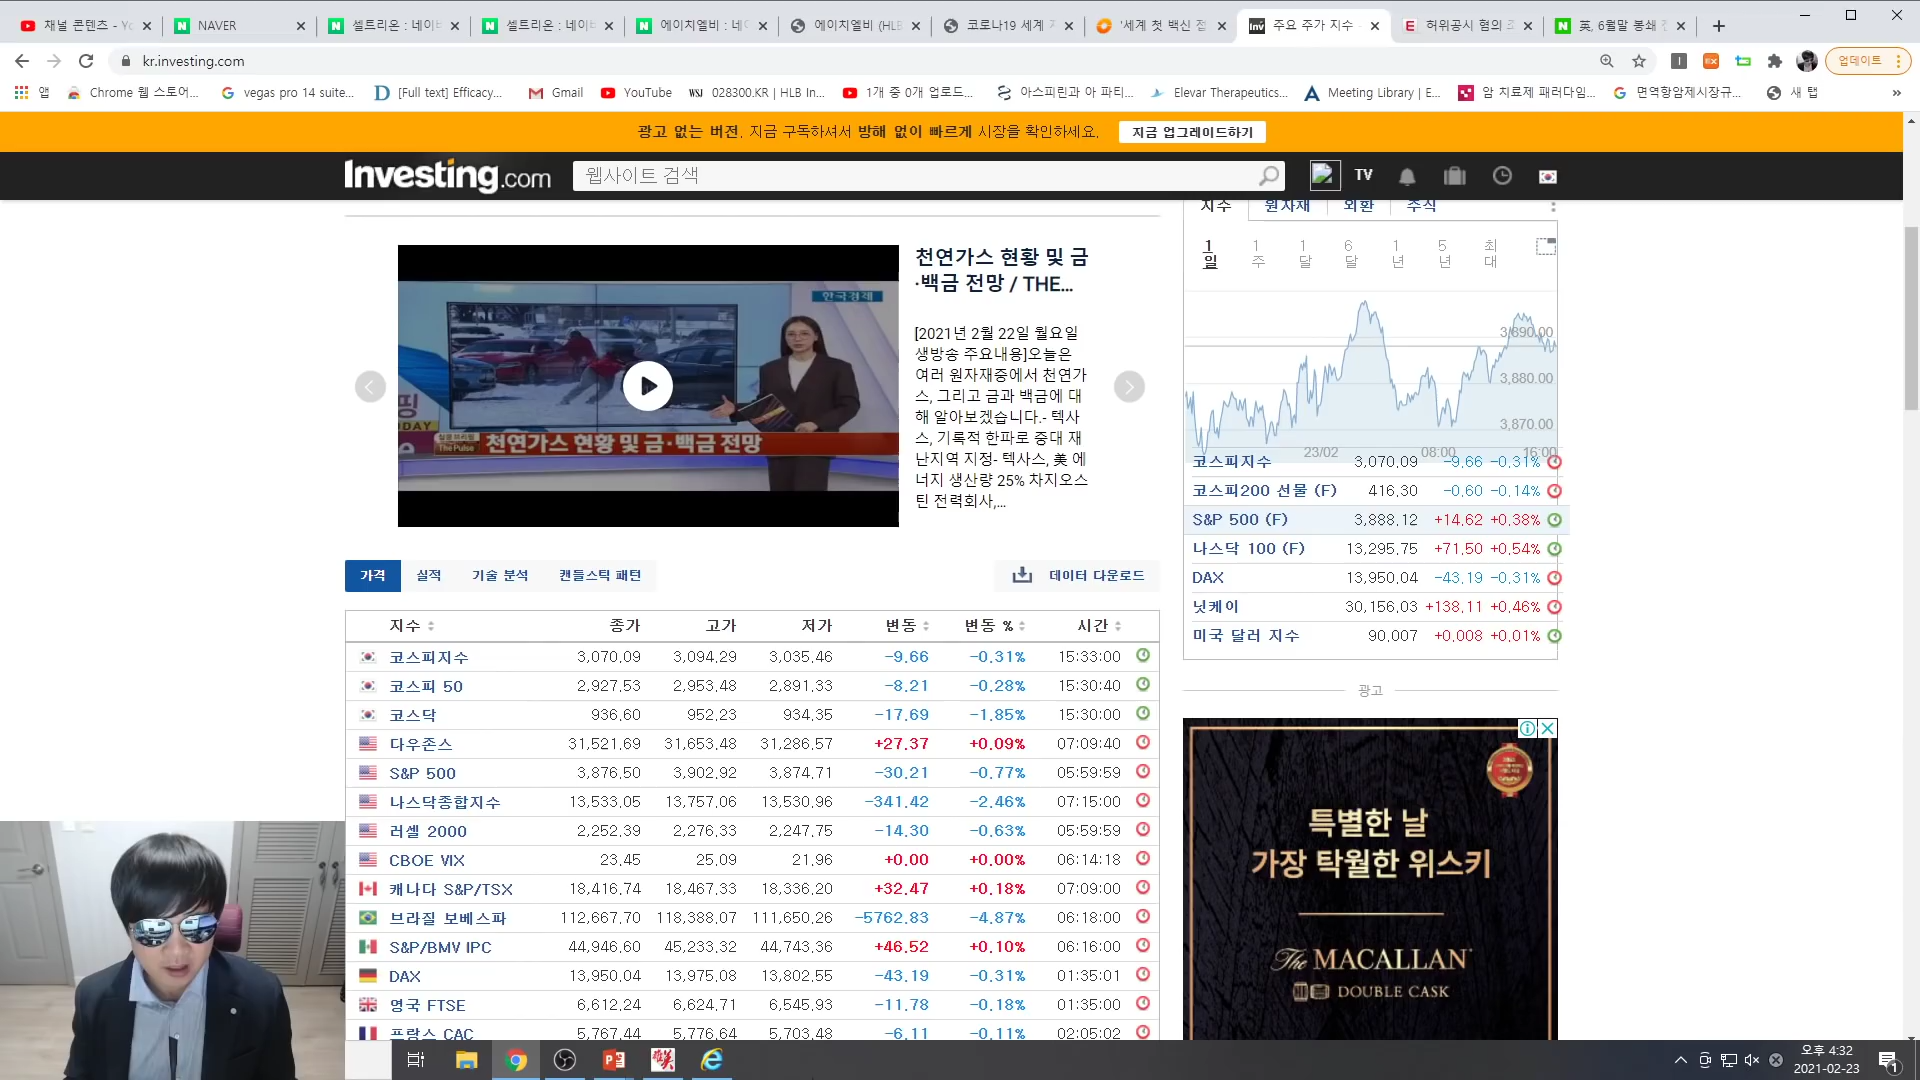 채널 콘텐츠 - Yo
NAVER
셀트리온 : 네이버
셀트리온 : 네이버
에이치엘비 : 네이
에이치엘비 (HLB
코로나19 세계
'세계 첫 백신 접
주요 주가 지수 -
허위공시 혐의
英, 6월말 봉쇄
kr.investing.com
업데이트
앱
Chrome 웹 스토어...
vegas pro 14 suite...
[Full text] Efficacy...
Gmail
YouTube
028300.KR | HLB In...
1개 중 0개 업로드...
아스피린과 아 파티...
Elevar Therapeutics...
Meeting Library | E...
암 치료제 패러다임...
면역항암제시장규...
새 탭
»
광고 없는 버전. 지금 구독하셔서 방해 없이 빠르게 시장을 확인하세요.
지금 업그레이드하기
Investing.com
웹사이트 검색
TV
천연가스 현황 및 금
·백금 전망 / THE...
[2021년 2월 22일 월요일
생방송 주요내용]오늘은
여러 원자재중에서 천연가
스, 그리고 금과 백금에 대
해 알아보겠습니다.- 텍사
스, 기록적 한파로 중대 재
난지역 지정- 텍사스, 美 에
너지 생산량 25% 차지오스
틴 전력회사,...
한국경제
핑
ODAY
The Pulse
천연가스 현황 및 금·백금 전망
가격
실적
기술 분석
캔들스틱 패턴
데이터 다운로드
지수 종가 고가 저가 변동 변동 % 시간
코스피지수 3,070.09 3,094.29 3,035.46 -9.66 -0.31% 15:33:00
코스피 50 2,927.53 2,953.48 2,891.33 -8.21 -0.28% 15:30:40
코스닥 936.60 952.23 934.35 -17.69 -1.85% 15:30:00
다우존스 31,521.69 31,653.48 31,286.57 +27.37 +0.09% 07:09:40
S&P 500 3,876.50 3,902.92 3,874.71 -30.21 -0.77% 05:59:59
나스닥종합지수 13,533.05 13,757.06 13,530.96 -341.42 -2.46% 07:15:00
러셀 2000 2,252.39 2,276.33 2,247.75 -14.30 -0.63% 05:59:59
CBOE VIX 23.45 25.09 21.96 +0.00 +0.00% 06:14:18
캐나다 S&P/TSX 18,416.74 18,467.33 18,336.20 +32.47 +0.18% 07:09:00
브라질 보베스파 112,667.70 118,388.07 111,650.26 -5762.83 -4.87% 06:18:00
S&P/BMV IPC 44,946.60 45,233.32 44,743.36 +46.52 +0.10% 06:16:00
DAX 13,950.04 13,975.08 13,802.55 -43.19 -0.31% 01:35:01
영국 FTSE 6,612.24 6,624.71 6,545.93 -11.78 -0.18% 01:35:00
프랑스 CAC 5,767.44 5,776.64 5,703.48 -6.11 -0.11% 02:05:02
지수 원자재 외환 주식
1일 1주 1달 6달 1년 5년 최대
3,890.00
3,880.00
3,870.00
23/02 08:00 16:00
코스피지수 3,070.09 -9.66 -0.31%
코스피200 선물 (F) 416.30 -0.60 -0.14%
S&P 500 (F) 3,888.12 +14.62 +0.38%
나스닥 100 (F) 13,295.75 +71.50 +0.54%
DAX 13,950.04 -43.19 -0.31%
닛케이 30,156.03 +138.11 +0.46%
미국 달러 지수 90.007 +0.008 +0.01%
광고
특별한 날
가장 탁월한 위스키
The MACALLAN
DOUBLE CASK
오후 4:32
2021-02-23
1